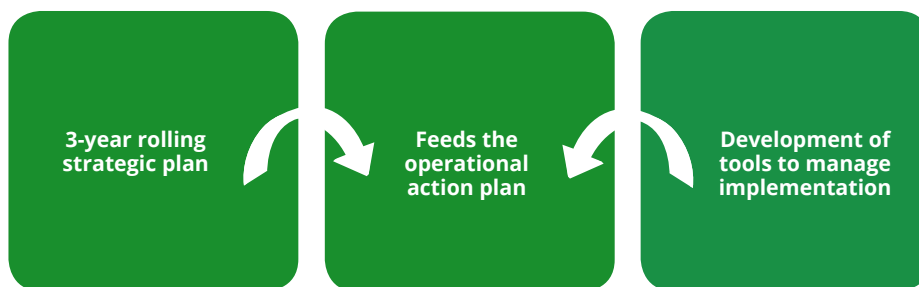 3-year rolling
strategic plan
Feeds the
operational
action plan
Development of
tools to manage
implementation